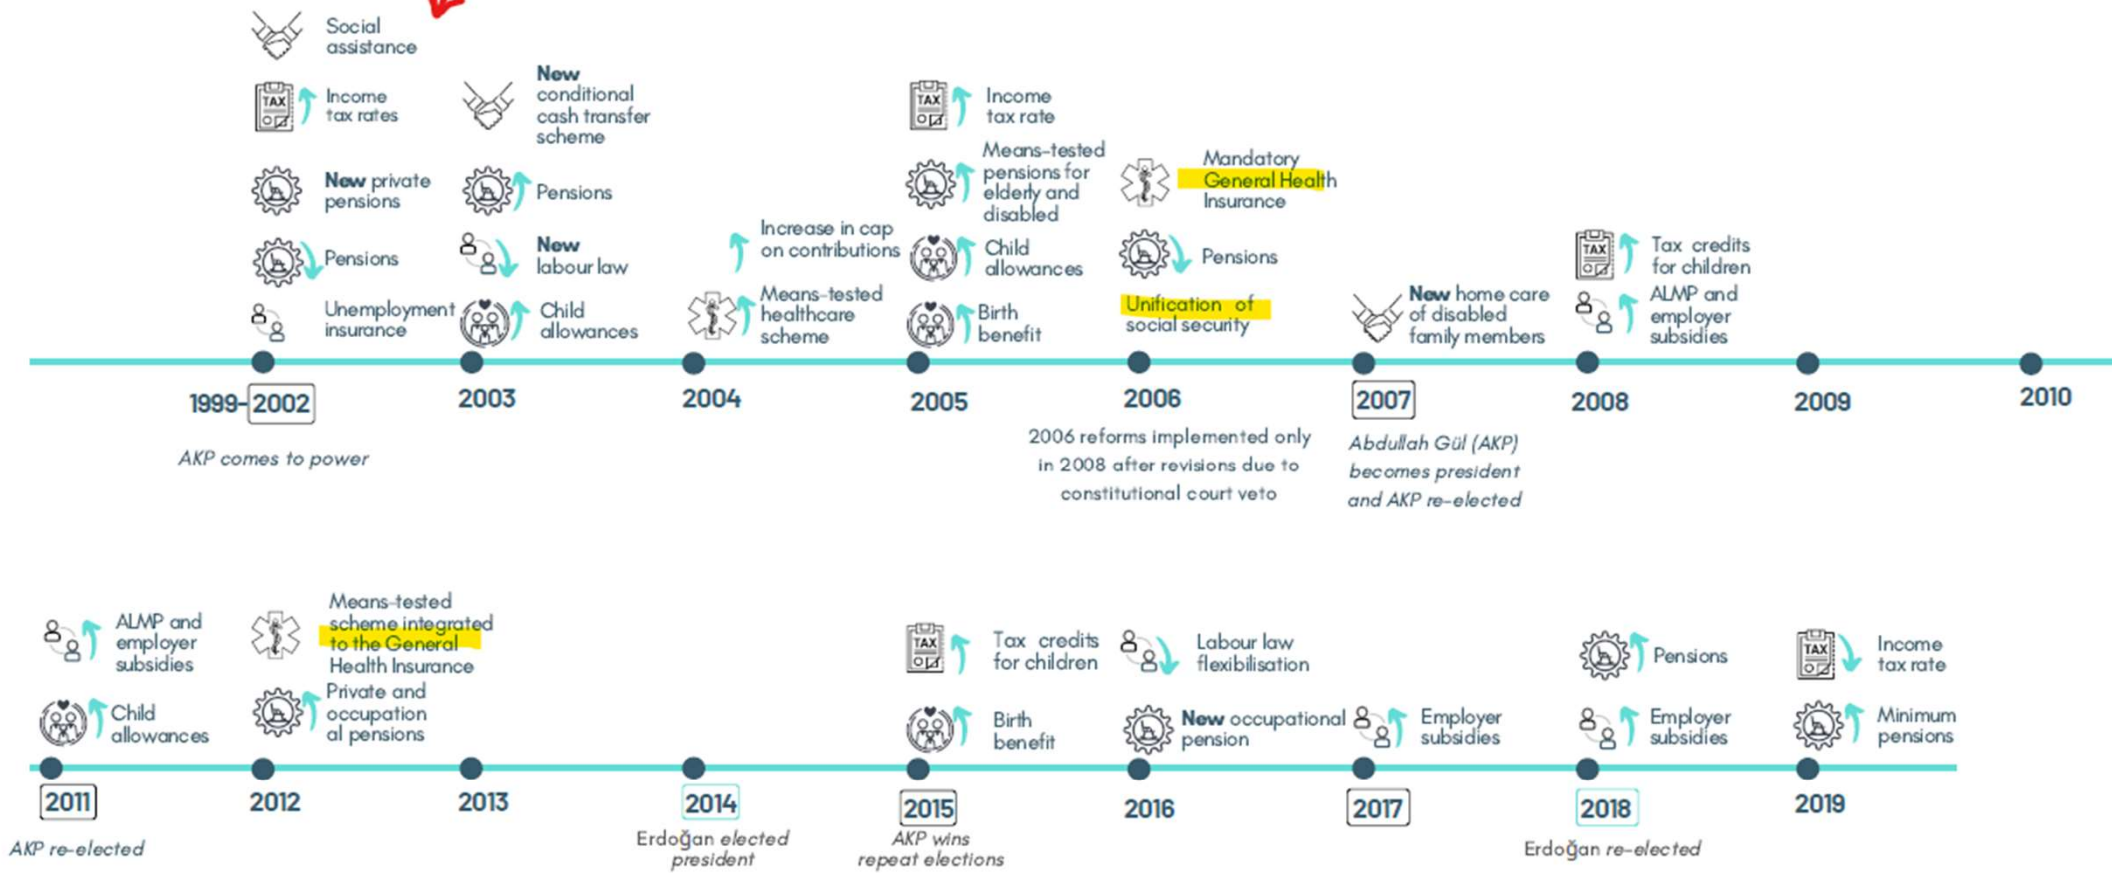 Social
assistance
TAX
Income
tax rates
New private
pensions
Pensions
Unemployment
insurance
1999-2002
AKP comes to power
New
conditional
cash transfer
scheme
Pensions
New
labour law
Child
allowances
2003
Increase in cap
on contributions
Means-tested
healthcare
scheme
2004
TAX
Income
tax rate
Means-tested
pensions for
elderly and
disabled
Child
allowances
Birth
benefit
2005
Mandatory
General Health
Insurance
Pensions
Unification of
social security
2006
2006 reforms implemented only
in 2008 after revisions due to
constitutional court veto
New home care
of disabled
family members
2007
Abdullah Gül (AKP)
becomes president
and AKP re-elected
TAX
Tax credits
for children
ALMP and
employer
subsidies
2008
2009
2010
ALMP and
employer
subsidies
Child
allowances
2011
AKP re-elected
Means-tested
scheme integrated
to the General
Health Insurance
Private and
occupation
al pensions
2012
2013
2014
Erdoğan elected
president
TAX
Tax credits
for children
Birth
benefit
2015
AKP wins
repeat elections
Labour law
flexibilisation
New occupational
pension
2016
Employer
subsidies
2017
Pensions
Employer
subsidies
2018
Erdoğan re-elected
TAX
Income
tax rate
Minimum
pensions
2019